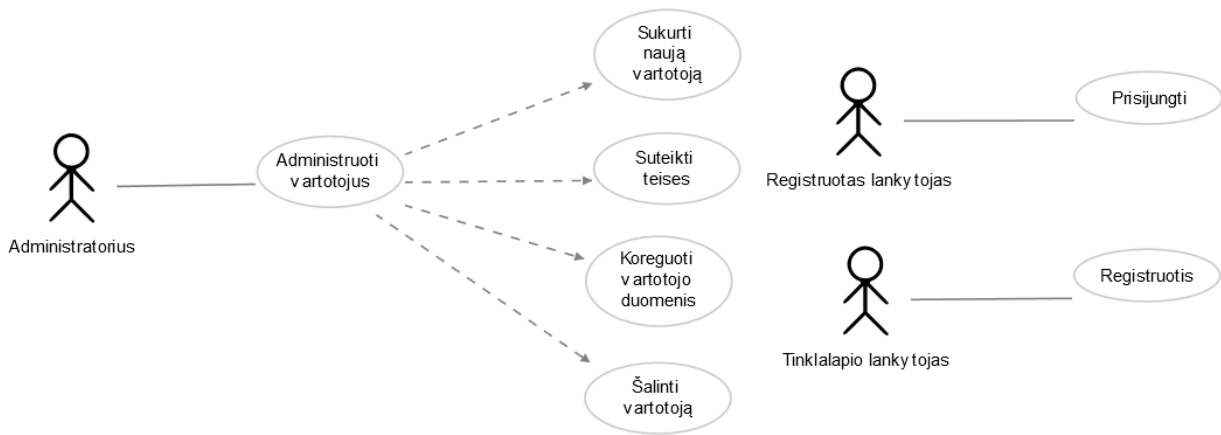 Sukurti
naują
vartotoją
Prisijungti
Administruoti
vartotojus
Suteikti
teises
Registruotas lankytojas
Administratorius
Koreguoti
vartotojo
duomenis
Registruotis
Tinklalapio lankytojas
Šalinti
vartotoją